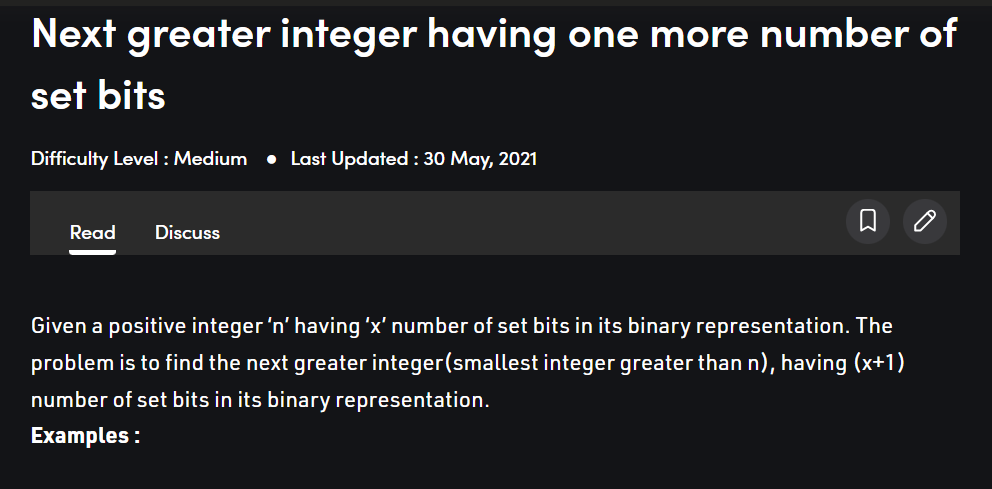 Next greater integer having one more number of
set bits
Difficulty Level : Medium ● Last Updated : 30 May, 2021
Read Discuss
Given a positive integer ‘n’ having ‘x’ number of set bits in its binary representation. The
problem is to find the next greater integer(smallest integer greater than n), having (x+1)
number of set bits in its binary representation.
Examples :